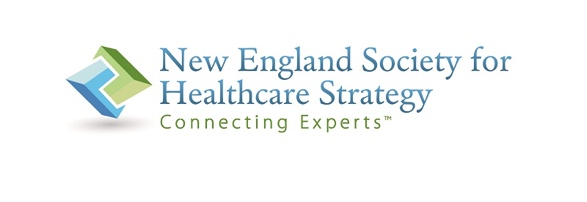 New England Society for
Healthcare Strategy
Connecting Experts™